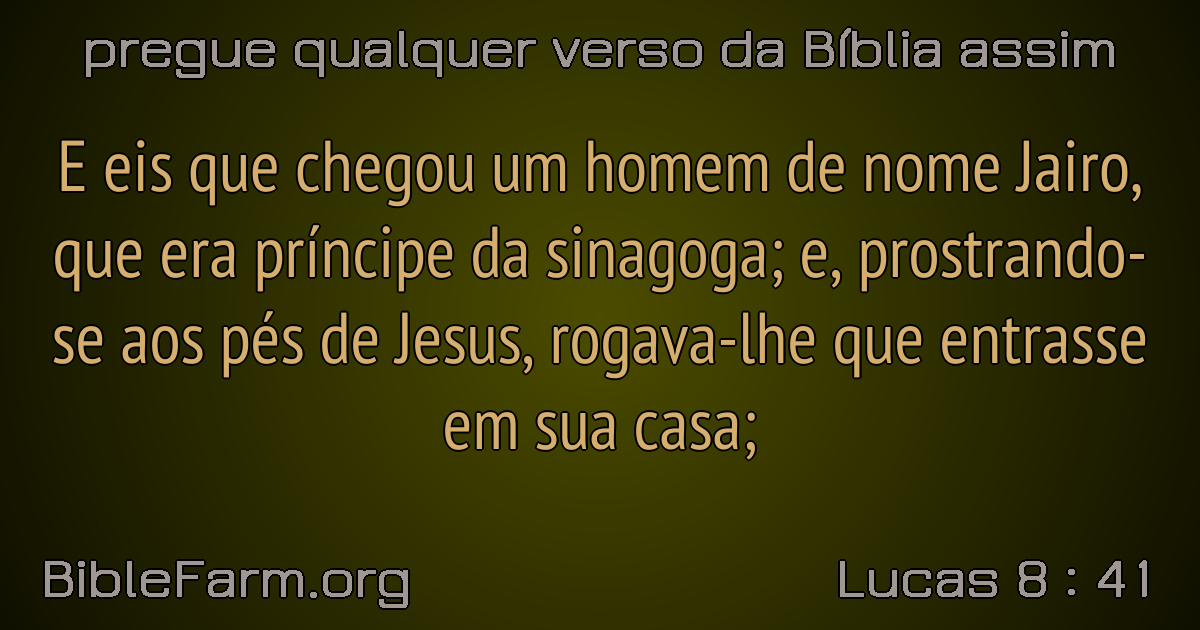 pregue qualquer verso da Bíblia assim
E eis que chegou um homem de nome Jairo,
que era príncipe da sinagoga; e, prostrando-
se aos pés de Jesus, rogava-lhe que entrasse
em sua casa;
BibleFarm.org
Lucas 8 : 41